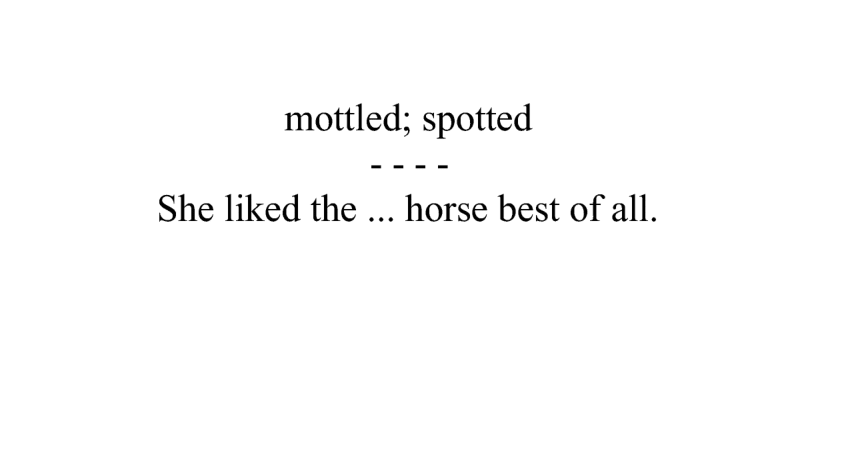 mottled; spotted
- - - -
She liked the ... horse best of all.